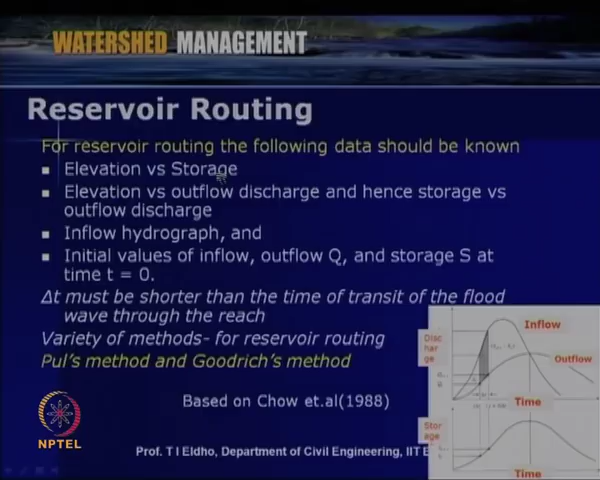 WATERSHED MANAGEMENT
Reservoir Routing
For reservoir routing the following data should be known
Elevation vs Storage
Elevation vs outflow discharge and hence storage vs
outflow discharge
Inflow hydrograph, and
Initial values of inflow, outflow Q, and storage S at
time t = 0.
Δt must be shorter than the time of transit of the flood
wave through the reach
Variety of methods- for reservoir routing
Pul's method and Goodrich's method
Based on Chow et.al(1988)
Disc
har
ge
Inflow
Outflow
Time
Stor
age
Time
NPTEL
Prof. T I Eldho, Department of Civil Engineering, IIT